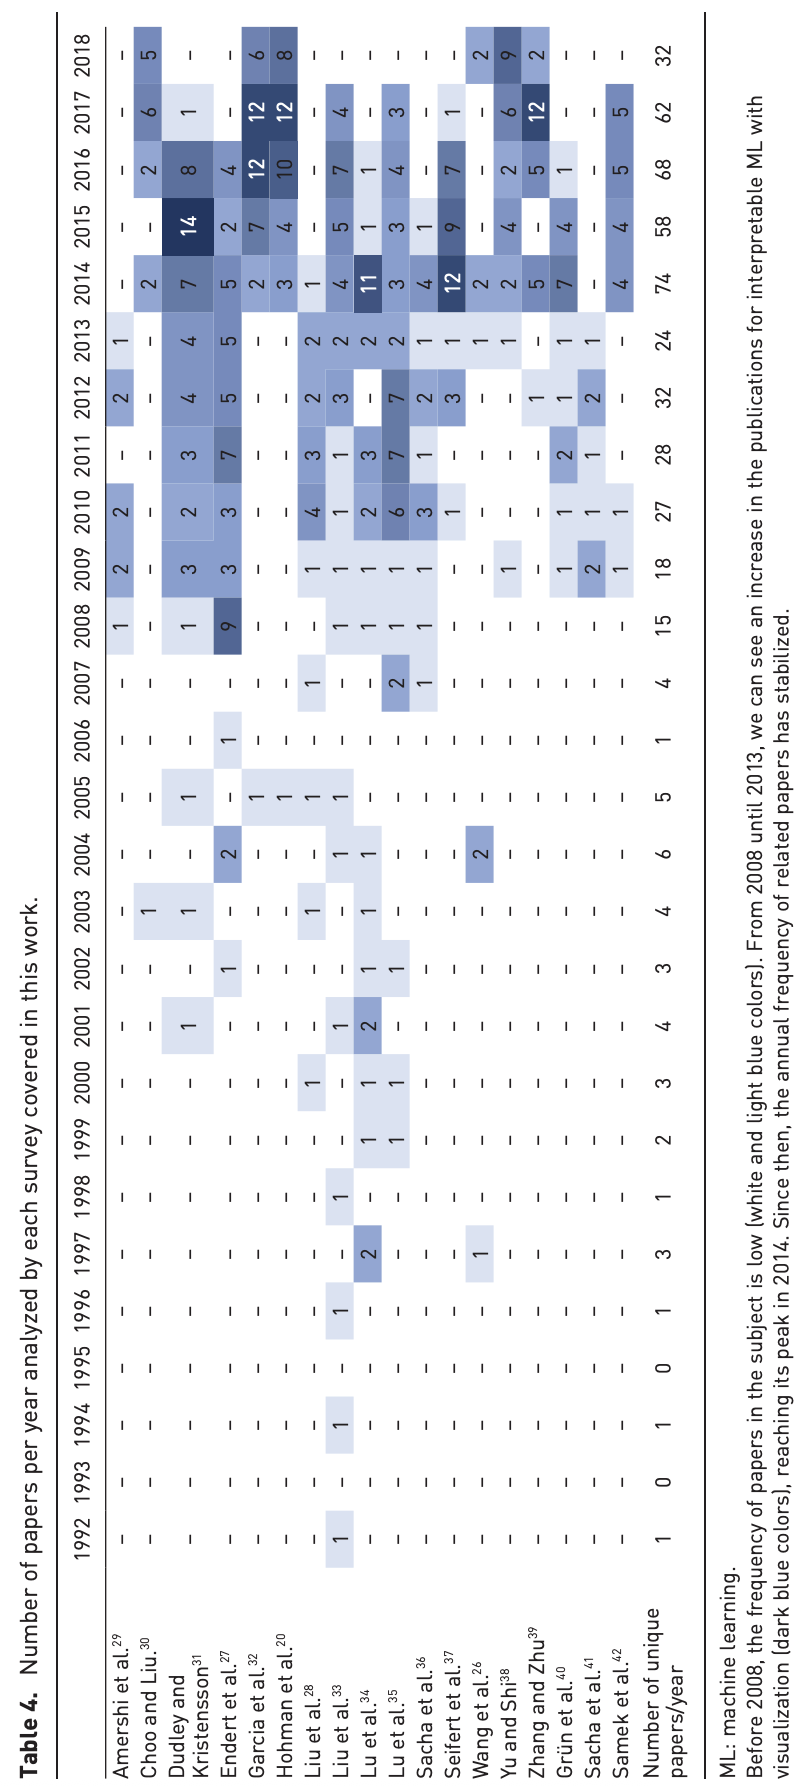 Table 4. Number of papers per year analyzed by each survey covered in this work.
1992 1993 1994 1995 1996 1997 1998 1999 2000 2001 2002 2003 2004 2005 2006 2007 2008 2009 2010 2011 2012 2013 2014 2015 2016 2017 2018
Amershi et al.29 – – – – – – – – – – – – – – – – 1 2 2 – 2 1 – – – – –
Choo and Liu.30 – – – – – – – – – – – 1 – – – – – – – – – – 2 – 2 6 5
Dudley and
Kristensson31 – – – – – – – – – 1 – 1 – 1 – – 1 3 2 3 4 4 7 14 8 1 –
Endert et al.27 – – – – – – – – – – 1 – 2 – 1 – 9 3 3 7 5 5 5 2 4 – –
Garcia et al.32 – – – – – – – – – – – – – 1 – – – – – – – – 2 7 12 12 6
Hohman et al.20 – – – – – – – – – – – – – 1 – – – – – – – – 3 4 10 12 8
Liu et al.28 – – – – – – – – 1 – – 1 – 1 – 1 – 1 4 3 2 2 1 – – – –
Liu et al.33 1 – 1 – 1 – 1 – – 1 – – 1 1 – – 1 1 1 1 3 2 4 5 7 4 –
Lu et al.34 – – – – – 2 – 1 1 2 1 1 1 – – – 1 1 2 3 – 2 11 1 1 – –
Lu et al.35 – – – – – – – 1 1 – 1 – – – – 2 1 1 6 7 7 2 3 3 4 3 –
Sacha et al.36 – – – – – – – – – – – – – – – 1 1 1 3 1 2 1 4 1 – – –
Seifert et al.37 – – – – – – – – – – – – – – – – – – 1 – 3 1 12 9 7 1 –
Wang et al.26 – – – – – 1 – – – – – – 2 – – – – – – – – 1 2 – – – 2
Yu and Shi38 – – – – – – – – – – – – – – – – – 1 – – – 1 2 4 2 6 9
Zhang and Zhu39 – – – – – – – – – – – – – – – – – – – – 1 – 5 – 5 12 2
Grün et al.40 – – – – – – – – – – – – – – – – – 1 1 2 1 1 7 4 1 – –
Sacha et al.41 – – – – – – – – – – – – – – – – – 2 1 1 2 1 – – – – –
Samek et al.42 – – – – – – – – – – – – – – – – – 1 1 – – – 4 4 5 5 –
Number of unique 1 0 1 0 1 3 1 2 3 4 3 4 6 5 1 4 15 18 27 28 32 24 74 58 68 62 32
papers/year
ML: machine learning.
Before 2008, the frequency of papers in the subject is low (white and light blue colors). From 2008 until 2013, we can see an increase in the publications for interpretable ML with
visualization (dark blue colors), reaching its peak in 2014. Since then, the annual frequency of related papers has stabilized.